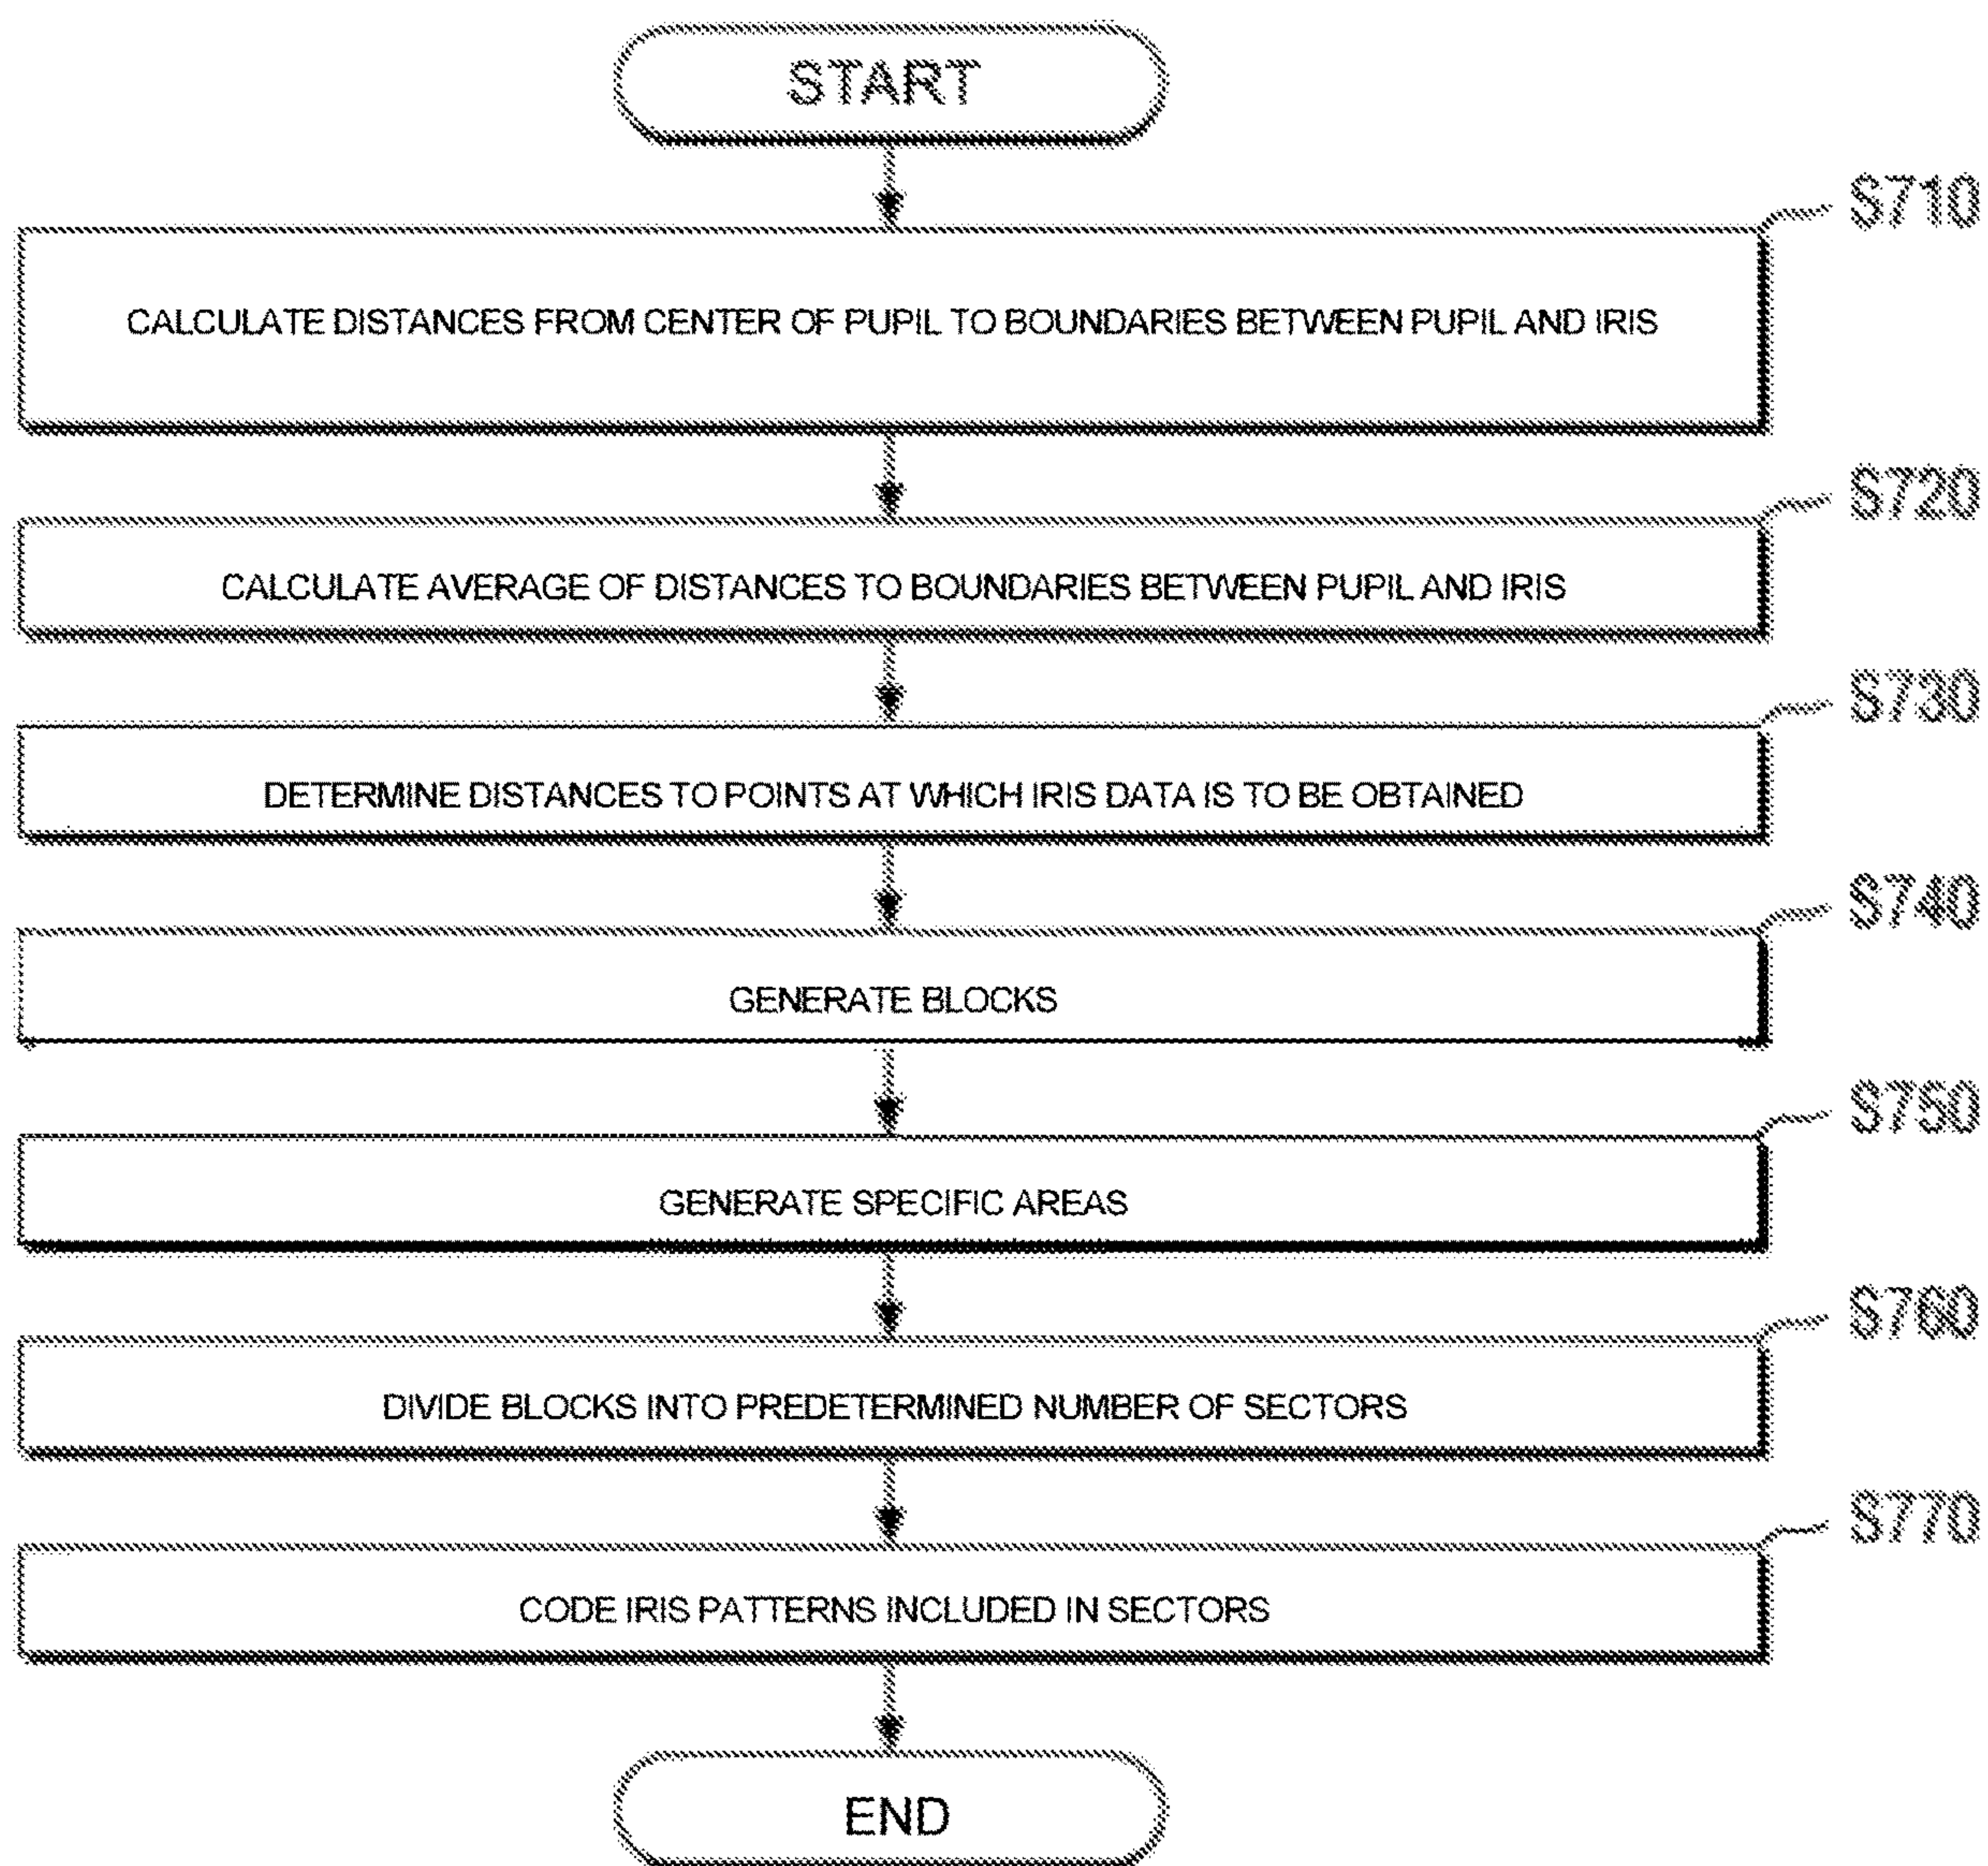 START
S710
CALCULATE DISTANCES FROM CENTER OF PUPIL TO BOUNDARIES BETWEEN PUPIL AND IRIS
S720
CALCULATE AVERAGE OF DISTANCES TO BOUNDARIES BETWEEN PUPIL AND IRIS
S730
DETERMINE DISTANCES TO POINTS AT WHICH IRIS DATA IS TO BE OBTAINED
S740
GENERATE BLOCKS
S750
GENERATE SPECIFIC AREAS
S760
DIVIDE BLOCKS INTO PREDETERMINED NUMBER OF SECTORS
S770
CODE IRIS PATTERNS INCLUDED IN SECTORS
END